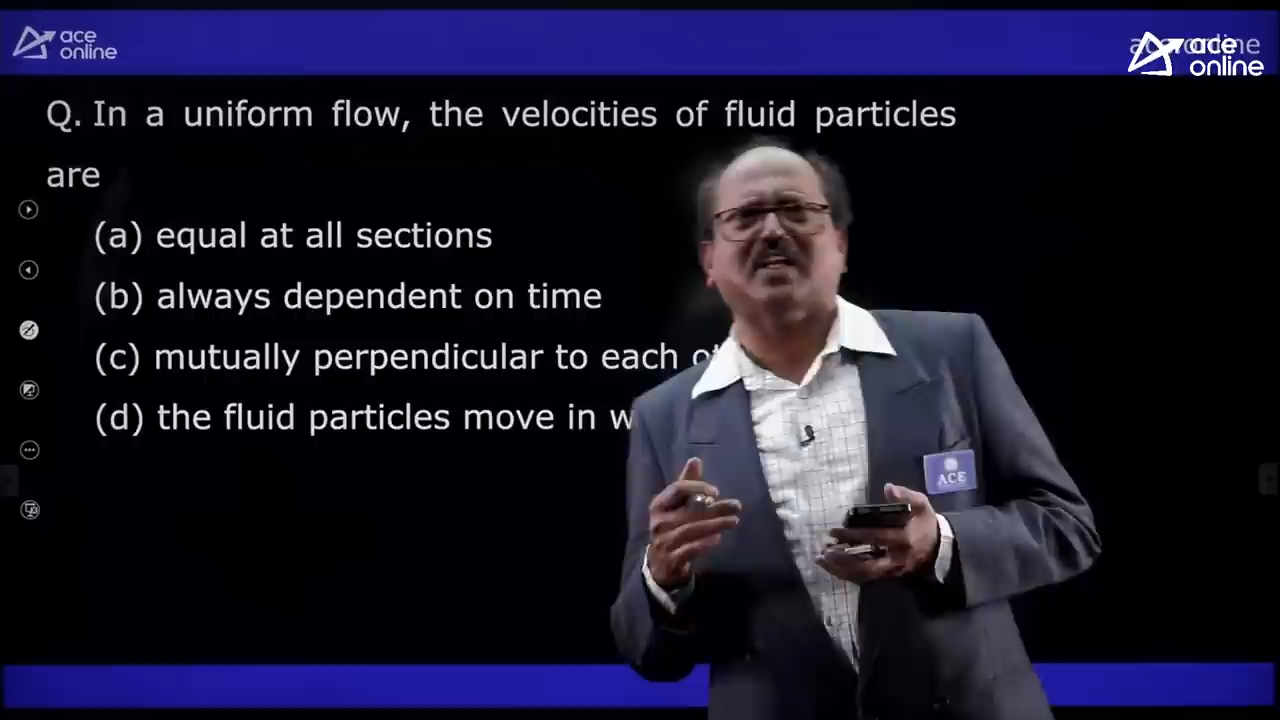 ace
online
ace
online
Q. In a uniform flow, the velocities of fluid particles
are
(a) equal at all sections
(b) always dependent on time
(c) mutually perpendicular to each
(d) the fluid particles move in
ACE